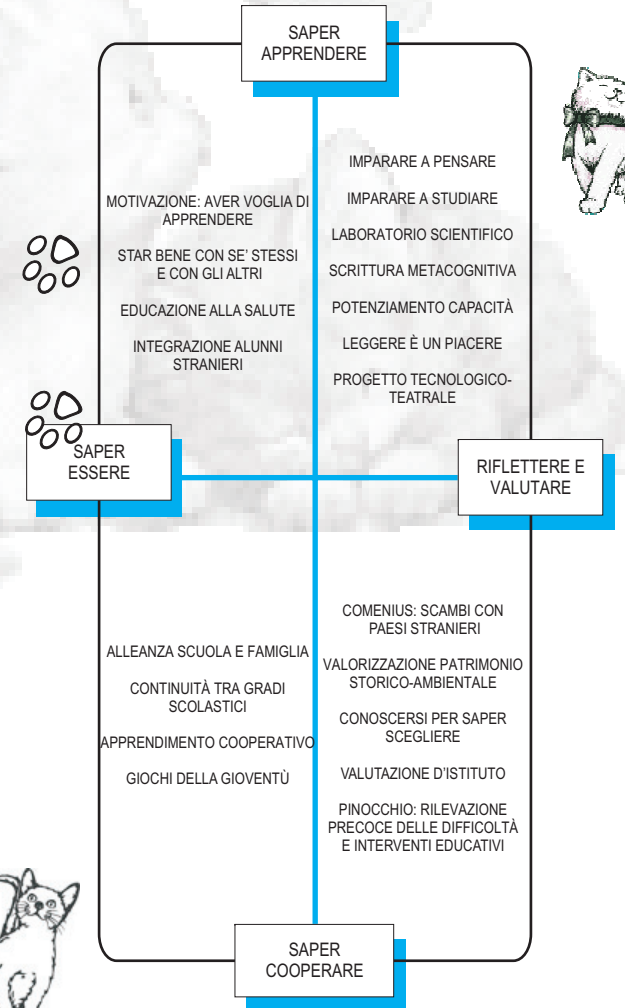 SAPER
APPRENDERE
MOTIVAZIONE: AVER VOGLIA DI
APPRENDERE
STAR BENE CON SE' STESSI
E CON GLI ALTRI
EDUCAZIONE ALLA SALUTE
INTEGRAZIONE ALUNNI
STRANIERI
IMPARARE A PENSARE
IMPARARE A STUDIARE
LABORATORIO SCIENTIFICO
SCRITTURA METACOGNITIVA
POTENZIAMENTO CAPACITÀ
LEGGERE È UN PIACERE
PROGETTO TECNOLOGICO-
TEATRALE
SAPER
ESSERE
RIFLETTERE E
VALUTARE
ALLEANZA SCUOLA E FAMIGLIA
CONTINUITÀ TRA GRADI
SCOLASTICI
APPRENDIMENTO COOPERATIVO
GIOCHI DELLA GIOVENTÙ
COMENIUS: SCAMBI CON
PAESI STRANIERI
VALORIZZAZIONE PATRIMONIO
STORICO-AMBIENTALE
CONOSCERSI PER SAPER
SCEGLIERE
VALUTAZIONE D'ISTITUTO
PINOCCHIO: RILEVAZIONE
PRECOCE DELLE DIFFICOLTÀ
E INTERVENTI EDUCATIVI
SAPER
COOPERARE